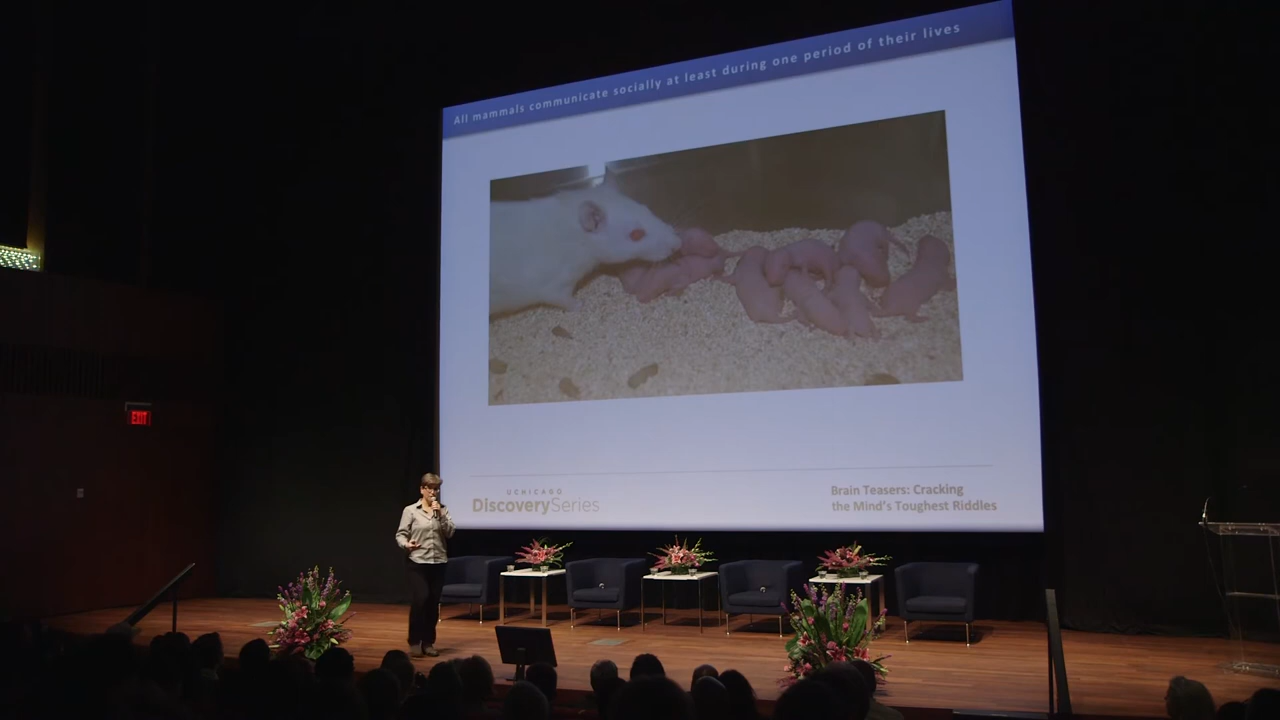 All mammals communicate socially at least during one period of their lives
EXIT
UCHICAGO
DiscoverySeries
Brain Teasers: Cracking
the Mind's Toughest Riddles